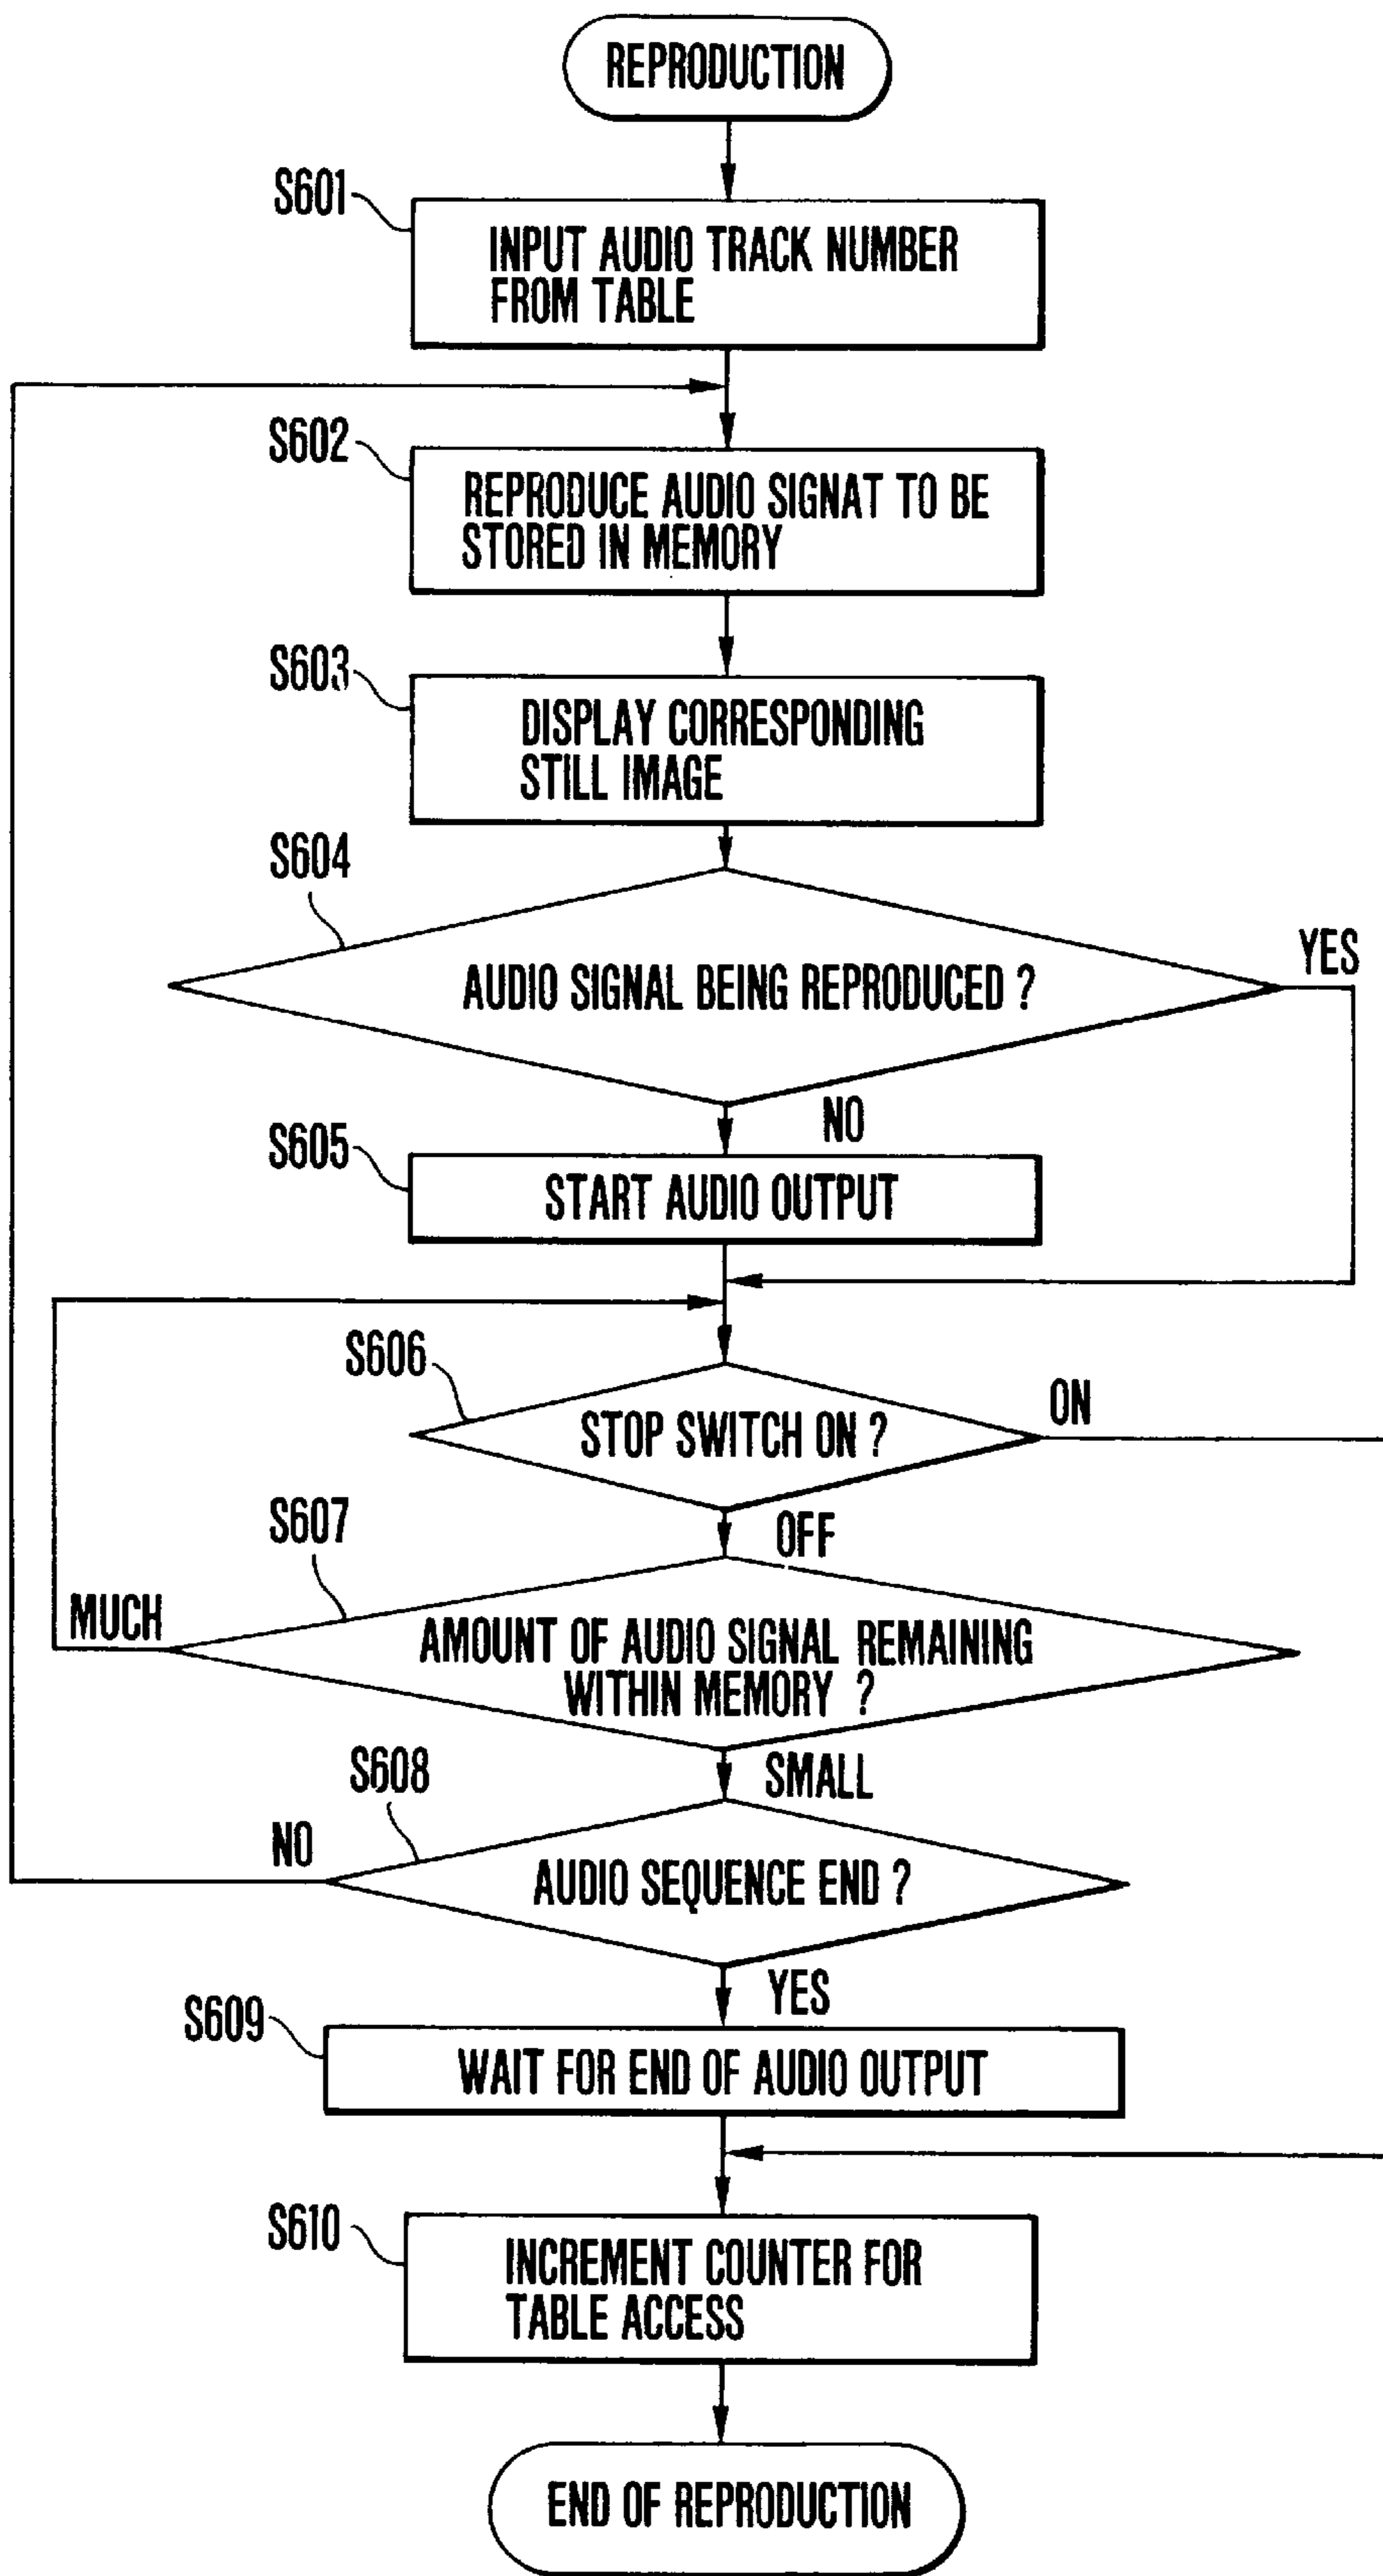 REPRODUCTION
S601
INPUT AUDIO TRACK NUMBER
FROM TABLE
S602
REPRODUCE AUDIO SIGNAT TO BE
STORED IN MEMORY
S603
DISPLAY CORRESPONDING
STILL IMAGE
S604
AUDIO SIGNAL BEING REPRODUCED ?
YES
NO
S605
START AUDIO OUTPUT
S606
STOP SWITCH ON ?
ON
OFF
S607
MUCH
AMOUNT OF AUDIO SIGNAL REMAINING
WITHIN MEMORY ?
SMALL
S608
NO
AUDIO SEQUENCE END ?
YES
S609
WAIT FOR END OF AUDIO OUTPUT
S610
INCREMENT COUNTER FOR
TABLE ACCESS
END OF REPRODUCTION